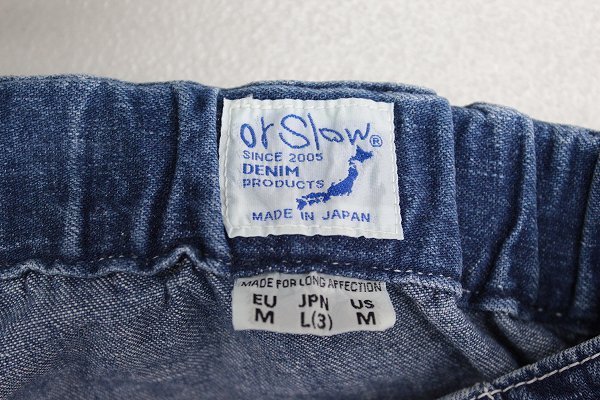 orSlow®
SINCE 2005
DENIM
PRODUCTS
MADE IN JAPAN
MADE FOR LONG AFFECTION
EU JPN US
M L(3) M